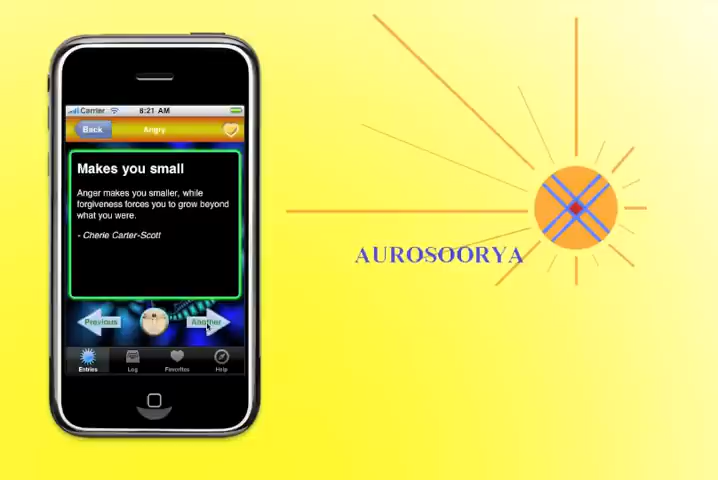 Carrier 8:21 AM
Back Angry
Makes you small
Anger makes you smaller, while
forgiveness forces you to grow beyond
what you were.
- Cherie Carter-Scott
Previous Another
Entries Log Favorites Help
AUROSOORYA